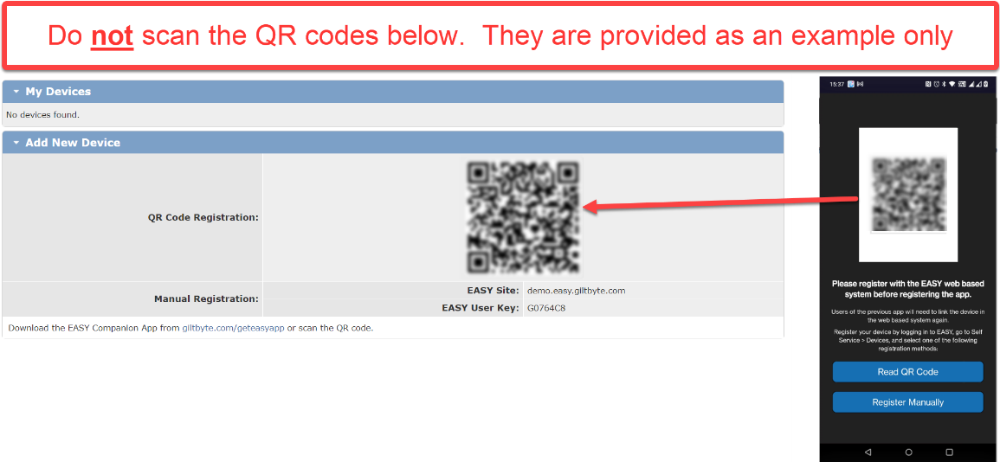 Do not scan the QR codes below. They are provided as an example only
My Devices
No devices found.
Add New Device
QR Code Registration:
Manual Registration:
EASY Site: demo.easy.giltbyte.com
EASY User Key: G0764C8
Download the EASY Companion App from giltbyte.com/geteasyapp or scan the QR code.
15:37
Please register with the EASY web based
system before registering the app.
Users of the previous app will need to link the device in
the web based system again.
Register your device by logging in to EASY, go to Self
Service > Devices, and select one of the following
registration methods:
Read QR Code
Register Manually